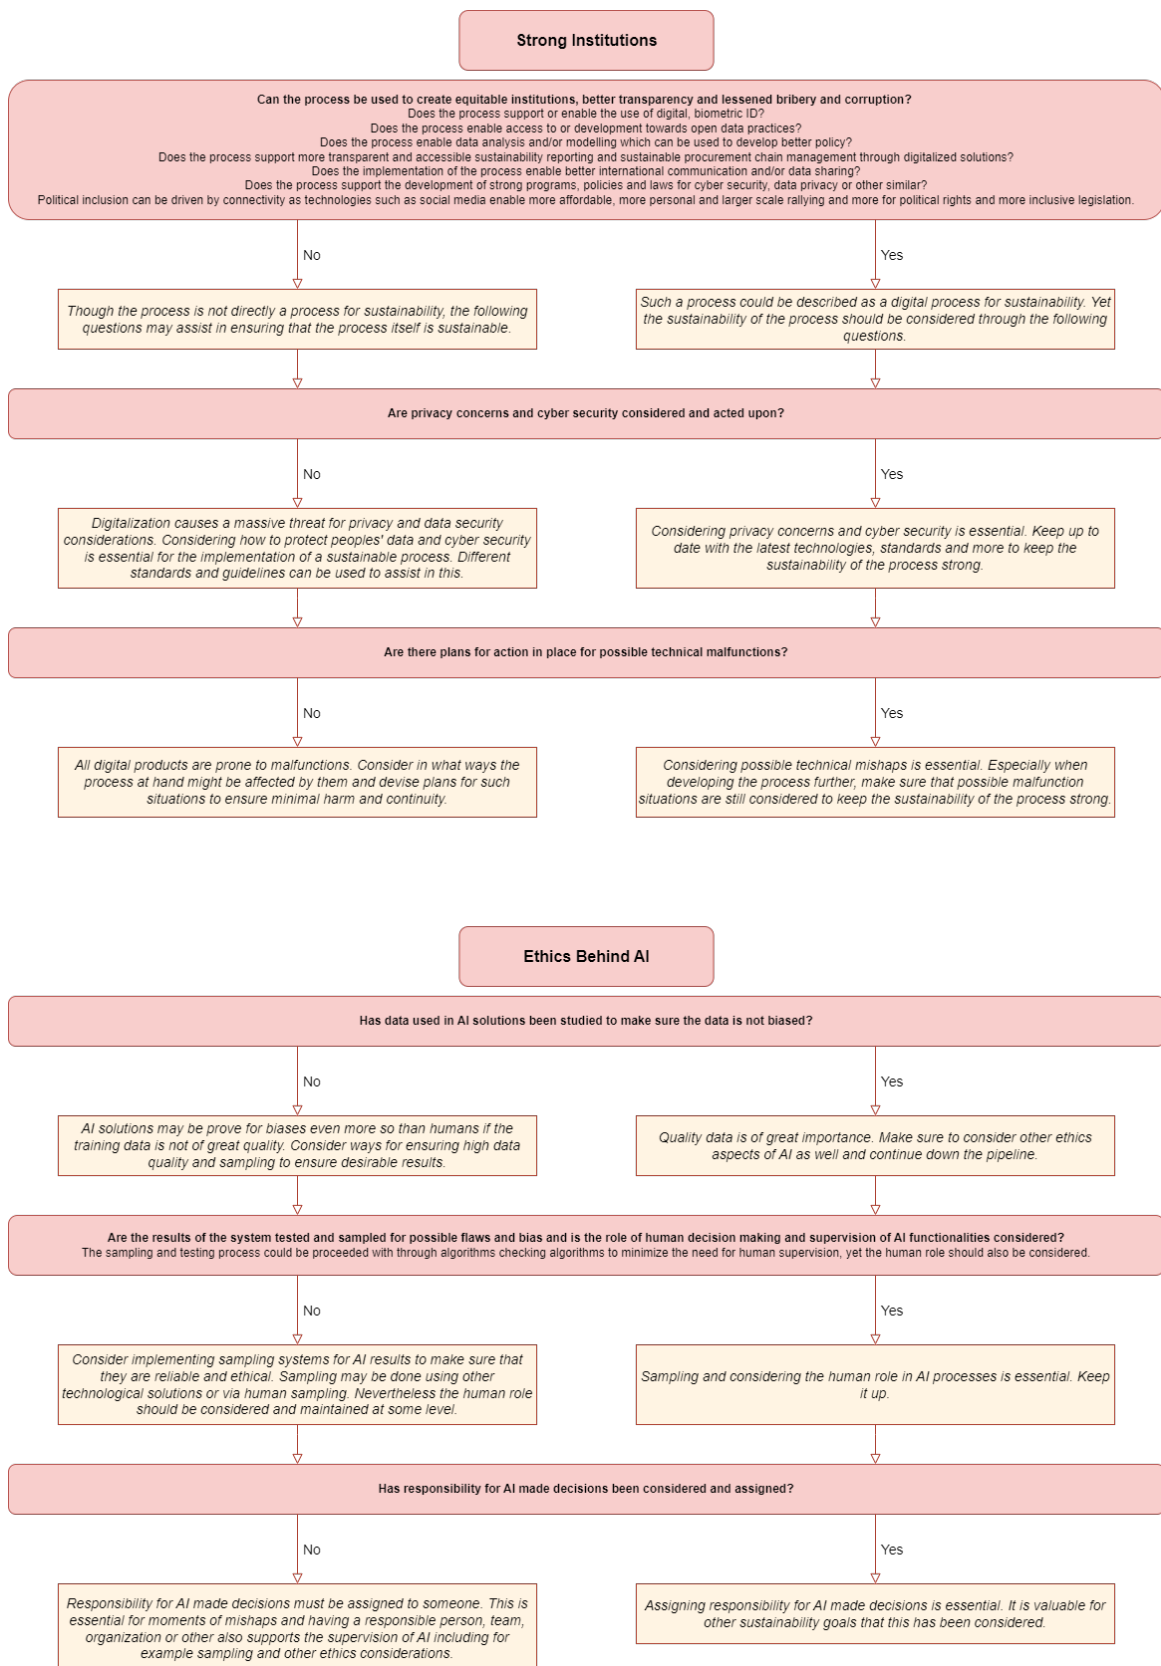 Strong Institutions
Can the process be used to create equitable institutions, better transparency and lessened bribery and corruption?
Does the process support or enable the use of digital, biometric ID?
Does the process enable access to or development towards open data practices?
Does the process enable data analysis and/or modelling which can be used to develop better policy?
Does the process support more transparent and accessible sustainability reporting and sustainable procurement chain management through digitalized solutions?
Does the implementation of the process enable better international communication and/or data sharing?
Does the process support the development of strong programs, policies and laws for cyber security, data privacy or other similar?
Political inclusion can be driven by connectivity as technologies such as social media enable more affordable, more personal and larger scale rallying and more for political rights and more inclusive legislation.
No
Yes
Though the process is not directly a process for sustainability, the following
questions may assist in ensuring that the process itself is sustainable.
Such a process could be described as a digital process for sustainability. Yet
the sustainability of the process should be considered through the following
questions.
Are privacy concerns and cyber security considered and acted upon?
No
Yes
Digitalization causes a massive threat for privacy and data security
considerations. Considering how to protect peoples' data and cyber security
is essential for the implementation of a sustainable process. Different
standards and guidelines can be used to assist in this.
Considering privacy concerns and cyber security is essential. Keep up to
date with the latest technologies, standards and more to keep the
sustainability of the process strong.
Are there plans for action in place for possible technical malfunctions?
No
Yes
All digital products are prone to malfunctions. Consider in what ways the
process at hand might be affected by them and devise plans for such
situations to ensure minimal harm and continuity.
Considering possible technical mishaps is essential. Especially when
developing the process further, make sure that possible malfunction
situations are still considered to keep the sustainability of the process strong.
Ethics Behind AI
Has data used in AI solutions been studied to make sure the data is not biased?
No
Yes
AI solutions may be prove for biases even more so than humans if the
training data is not of great quality. Consider ways for ensuring high data
quality and sampling to ensure desirable results.
Quality data is of great importance. Make sure to consider other ethics
aspects of AI as well and continue down the pipeline.
Are the results of the system tested and sampled for possible flaws and bias and is the role of human decision making and supervision of AI functionalities considered?
The sampling and testing process could be proceeded with through algorithms checking algorithms to minimize the need for human supervision, yet the human role should also be considered.
No
Yes
Consider implementing sampling systems for AI results to make sure that
they are reliable and ethical. Sampling may be done using other
technological solutions or via human sampling. Nevertheless the human role
should be considered and maintained at some level.
Sampling and considering the human role in AI processes is essential. Keep
it up.
Has responsibility for AI made decisions been considered and assigned?
No
Yes
Responsibility for AI made decisions must be assigned to someone. This is
essential for moments of mishaps and having a responsible person, team,
organization or other also supports the supervision of AI including for
example sampling and other ethics considerations.
Assigning responsibility for AI made decisions is essential. It is valuable for
other sustainability goals that this has been considered.